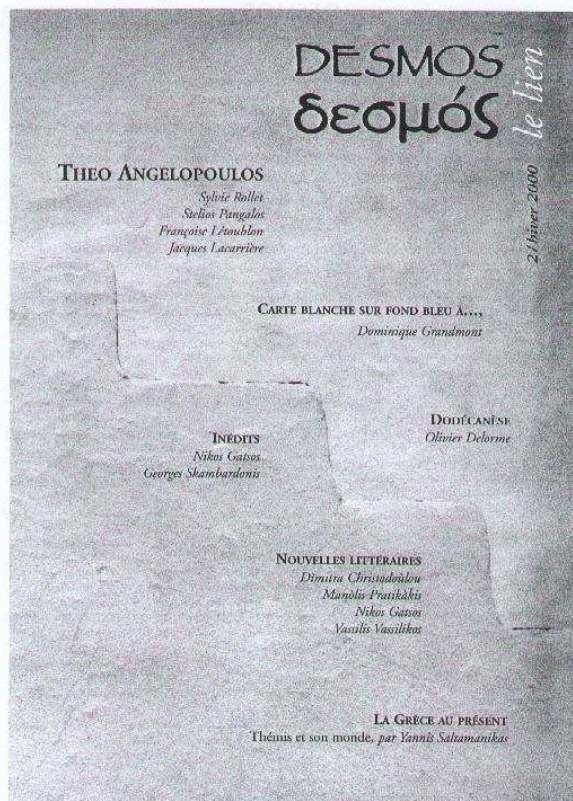 DESMOS
δεσμός
le lien
2 / hiver 2000
THEO ANGELOPOULOS
Sylvie Rollet
Stelios Pangalos
Françoise Létoublon
Jacques Lacarrière
CARTE BLANCHE SUR FOND BLEU À...,
Dominique Grandmont
DODÉCANÈSE
Olivier Delorme
INÉDITS
Nikos Gatsos
Georges Skambardonis
NOUVELLES LITTÉRAIRES
Dimitra Christodoùlou
Manòlis Pratikàkis
Nikos Gatsos
Vassilis Vassilikos
LA GRÈCE AU PRÉSENT
Thémis et son monde, par Yannis Saltamanikas